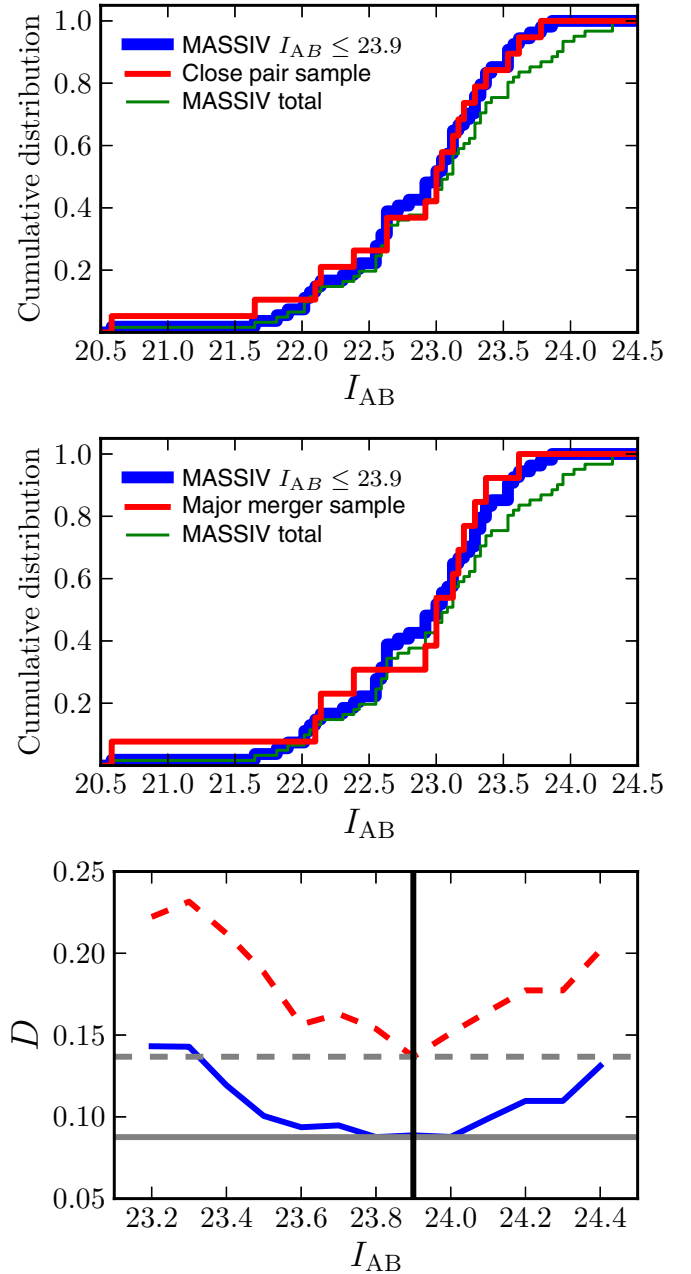 1.0
0.8
0.6
0.4
0.2
Cumulative distribution
MASSIV I_AB ≤ 23.9
Close pair sample
MASSIV total
20.5 21.0 21.5 22.0 22.5 23.0 23.5 24.0 24.5
I_AB
1.0
0.8
0.6
0.4
0.2
Cumulative distribution
MASSIV I_AB ≤ 23.9
Major merger sample
MASSIV total
20.5 21.0 21.5 22.0 22.5 23.0 23.5 24.0 24.5
I_AB
0.25
0.20
0.15
0.10
0.05
D
23.2 23.4 23.6 23.8 24.0 24.2 24.4
I_AB